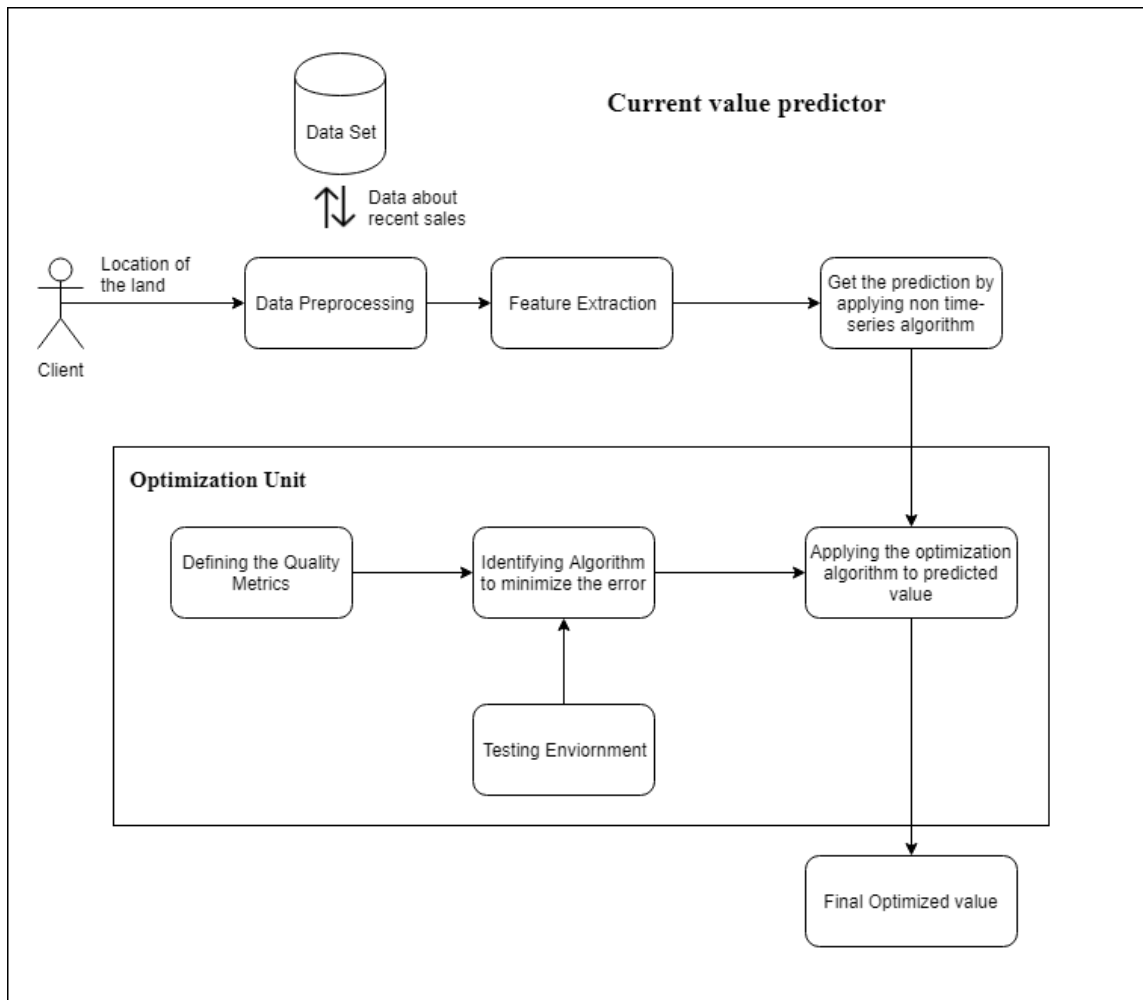 Current value predictor
Data Set
Data about
recent sales
Location of
the land
Client
Data Preprocessing
Feature Extraction
Get the prediction by
applying non time-
series algorithm
Optimization Unit
Defining the Quality
Metrics
Identifying Algorithm
to minimize the error
Applying the optimization
algorithm to predicted
value
Testing Enviornment
Final Optimized value